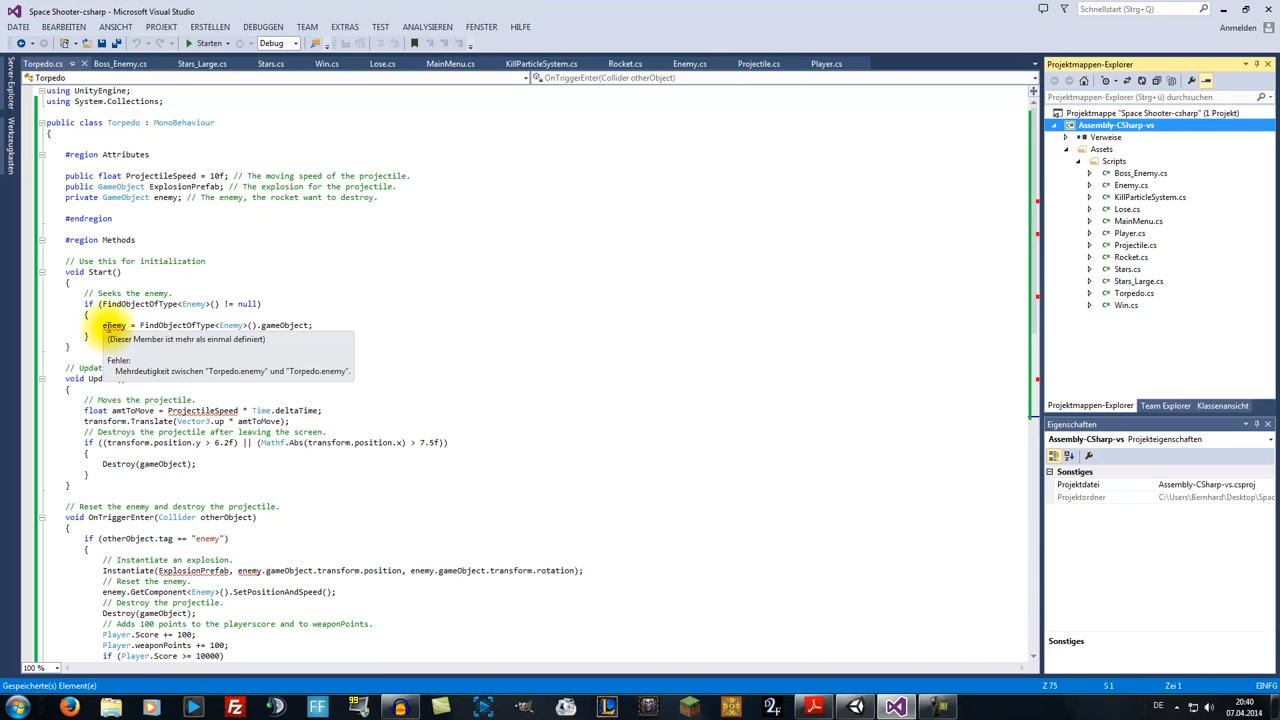 Space Shooter-csharp - Microsoft Visual Studio
Schnellstart (Strg+Q)
DATEI BEARBEITEN ANSICHT PROJEKT ERSTELLEN DEBUGGEN TEAM EXTRAS TEST ANALYSIEREN FENSTER HILFE
Anmelden
Starten Debug
Torpedo.cs Boss_Enemy.cs Stars_Large.cs Stars.cs Win.cs Lose.cs MainMenu.cs KillParticleSystem.cs Rocket.cs Enemy.cs Projectile.cs Player.cs
Torpedo OnTriggerEnter(Collider otherObject)
Server-Explorer
Werkzeugkasten
using UnityEngine;
using System.Collections;
public class Torpedo : MonoBehaviour
{
#region Attributes
public float ProjectileSpeed = 10f; // The moving speed of the projectile.
public GameObject ExplosionPrefab; // The explosion for the projectile.
private GameObject enemy; // The enemy, the rocket want to destroy.
#endregion
#region Methods
// Use this for initialization
void Start()
{
// Seeks the enemy.
if (FindObjectOfType<Enemy>() != null)
{
enemy = FindObjectOfType<Enemy>().gameObject;
}
(Dieser Member ist mehr als einmal definiert)
}
Fehler:
Mehrdeutigkeit zwischen "Torpedo.enemy" und "Torpedo.enemy".
// Updat
void Upd
{
// Moves the projectile.
float amtToMove = ProjectileSpeed * Time.deltaTime;
transform.Translate(Vector3.up * amtToMove);
// Destroys the projectile after leaving the screen.
if ((transform.position.y > 6.2f) || (Mathf.Abs(transform.position.x) > 7.5f))
{
Destroy(gameObject);
}
}
// Reset the enemy and destroy the projectile.
void OnTriggerEnter(Collider otherObject)
{
if (otherObject.tag == "enemy")
{
// Instantiate an explosion.
Instantiate(ExplosionPrefab, enemy.gameObject.transform.position, enemy.gameObject.transform.rotation);
// Reset the enemy.
enemy.GetComponent<Enemy>().SetPositionAndSpeed();
// Destroy the projectile.
Destroy(gameObject);
// Adds 100 points to the playerscore and to weaponPoints.
Player.Score += 100;
Player.weaponPoints += 100;
if (Player.Score >= 10000)
100 %
Projektmappen-Explorer
Projektmappen-Explorer (Strg+ü) durchsuchen
Projektmappe "Space Shooter-csharp" (1 Projekt)
Assembly-CSharp-vs
Verweise
Assets
Scripts
Boss_Enemy.cs
Enemy.cs
KillParticleSystem.cs
Lose.cs
MainMenu.cs
Player.cs
Projectile.cs
Rocket.cs
Stars.cs
Stars_Large.cs
Torpedo.cs
Win.cs
Projektmappen-Explorer Team Explorer Klassenansicht
Eigenschaften
Assembly-CSharp-vs Projekteigenschaften
Sonstiges
Projektdatei Assembly-CSharp-vs.csproj
Projektordner C:\Users\Bernhard\Desktop\Spac
Sonstiges
Gespeicherte(s) Element(e) Z 75 S 1 Zei 1
DE 20:40
07.04.2014